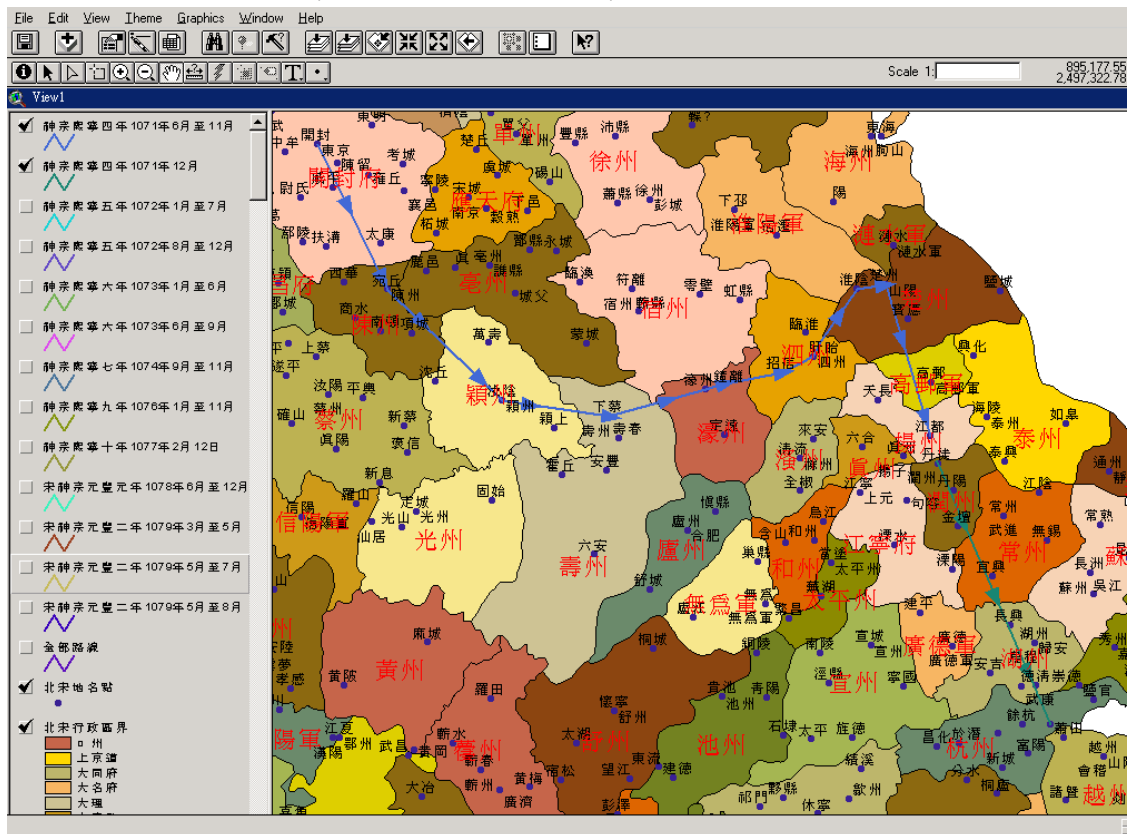 File Edit View Theme Graphics Window Help
Scale 1:
895,177.55
2,497,322.78
View1
神宗熙寧四年1071年6月至11月
神宗熙寧四年1071年12月
神宗熙寧五年1072年1月至7月
神宗熙寧五年1072年8月至12月
神宗熙寧六年1073年1月至6月
神宗熙寧六年1073年6月至9月
神宗熙寧七年1074年9月至11月
神宗熙寧九年1076年1月至11月
神宗熙寧十年1077年2月12日
宋神宗元豐元年1078年6月至12月
宋神宗元豐二年1079年3月至5月
宋神宗元豐二年1079年5月至7月
宋神宗元豐二年1079年5月至8月
全部路線
北宋地名點
北宋行政區界
口州
上京道
大同府
大名府
大理
開封
東京
陳留
考城
開封府
雍丘
尉氏
襄邑
鄢陵
扶溝
太康
楚丘
單州
虞城
碭山
寧陵
宋城
應天府
下邑
南京
穀熟
柘城
豐縣
沛縣
徐州
蕭縣
徐州
彭城
東海
海州
朐山
海州
下邳
淮陽軍
漣水
漣水軍
鹽城
淮陰
楚州
山陽
寶應
西華
宛丘
陳州
商水
南頓
項城
陳州
鹿邑
真
亳州
譙縣
酇縣
永城
亳州
城父
蒙城
臨渙
符離
零壁
虹縣
宿州
宿州
臨淮
盱眙
招信
泗州
泗州
興化
高郵
高郵軍
高郵軍
天長
上蔡
遂平
汝陽
平輿
蔡州
蔡州
確山
新蔡
真陽
褒信
新息
萬壽
沈丘
汝陰
潁州
潁上
潁州
下蔡
壽州
壽春
霍丘
安豐
六安
壽州
濠州
鍾離
定遠
濠州
來安
清流
滁州
全椒
滁州
六合
真州
真州
江都
揚州
揚子
海陵
泰州
泰興
如皋
泰州
通州
信陽
羅山
信陽軍
光山
光州
仙居
固始
光州
慎縣
廬州
合肥
舒城
廬州
巢縣
無為
無為軍
無為軍
含山
和州
烏江
和州
當塗
太平州
蕪湖
繁昌
太平州
江寧
上元
句容
溧水
溧陽
江寧府
丹徒
潤州
丹陽
金壇
潤州
江陰
常州
武進
無錫
宜興
常州
常熟
長洲
蘇州
吳江
長興
湖州
歸安
烏程
安吉
德清
武康
湖州
崇德
秀州
建平
廣德
廣德軍
廣德軍
麻城
黃陂
黃州
羅田
蘄水
蘄春
蘄州
黃梅
廣濟
蘄州
安陸
孝感
江夏
鄂州
漢陽
武昌
黃岡
大冶
桐城
懷寧
舒州
太湖
宿松
望江
舒州
東流
彭澤
銅陵
貴池
池州
青陽
石埭
建德
池州
南陵
宣城
宣州
涇縣
寧國
太平
旌德
宣州
績溪
歙州
黟縣
祁門
休寧
昌化
於潛
餘杭
新城
富陽
分水
桐廬
杭州
鹽官
蕭山
越州
會稽
諸暨
越州